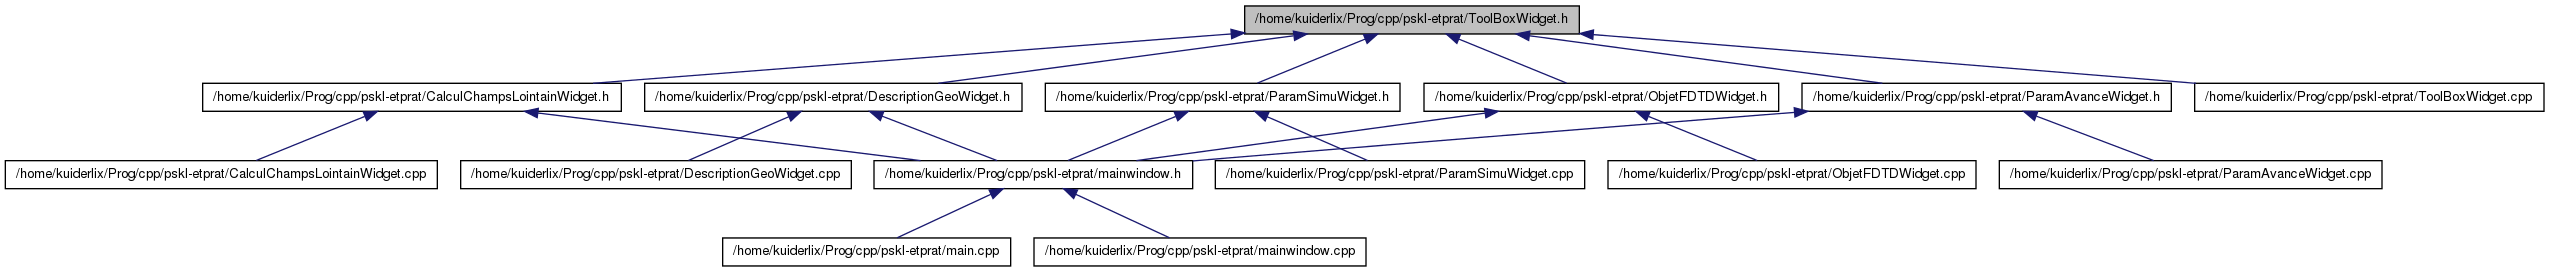 /home/kuiderlix/Prog/cpp/pskl-etprat/ToolBoxWidget.h
/home/kuiderlix/Prog/cpp/pskl-etprat/CalculChampsLointainWidget.h
/home/kuiderlix/Prog/cpp/pskl-etprat/DescriptionGeoWidget.h
/home/kuiderlix/Prog/cpp/pskl-etprat/ParamSimuWidget.h
/home/kuiderlix/Prog/cpp/pskl-etprat/ObjetFDTDWidget.h
/home/kuiderlix/Prog/cpp/pskl-etprat/ParamAvanceWidget.h
/home/kuiderlix/Prog/cpp/pskl-etprat/ToolBoxWidget.cpp
/home/kuiderlix/Prog/cpp/pskl-etprat/CalculChampsLointainWidget.cpp
/home/kuiderlix/Prog/cpp/pskl-etprat/DescriptionGeoWidget.cpp
/home/kuiderlix/Prog/cpp/pskl-etprat/mainwindow.h
/home/kuiderlix/Prog/cpp/pskl-etprat/ParamSimuWidget.cpp
/home/kuiderlix/Prog/cpp/pskl-etprat/ObjetFDTDWidget.cpp
/home/kuiderlix/Prog/cpp/pskl-etprat/ParamAvanceWidget.cpp
/home/kuiderlix/Prog/cpp/pskl-etprat/main.cpp
/home/kuiderlix/Prog/cpp/pskl-etprat/mainwindow.cpp